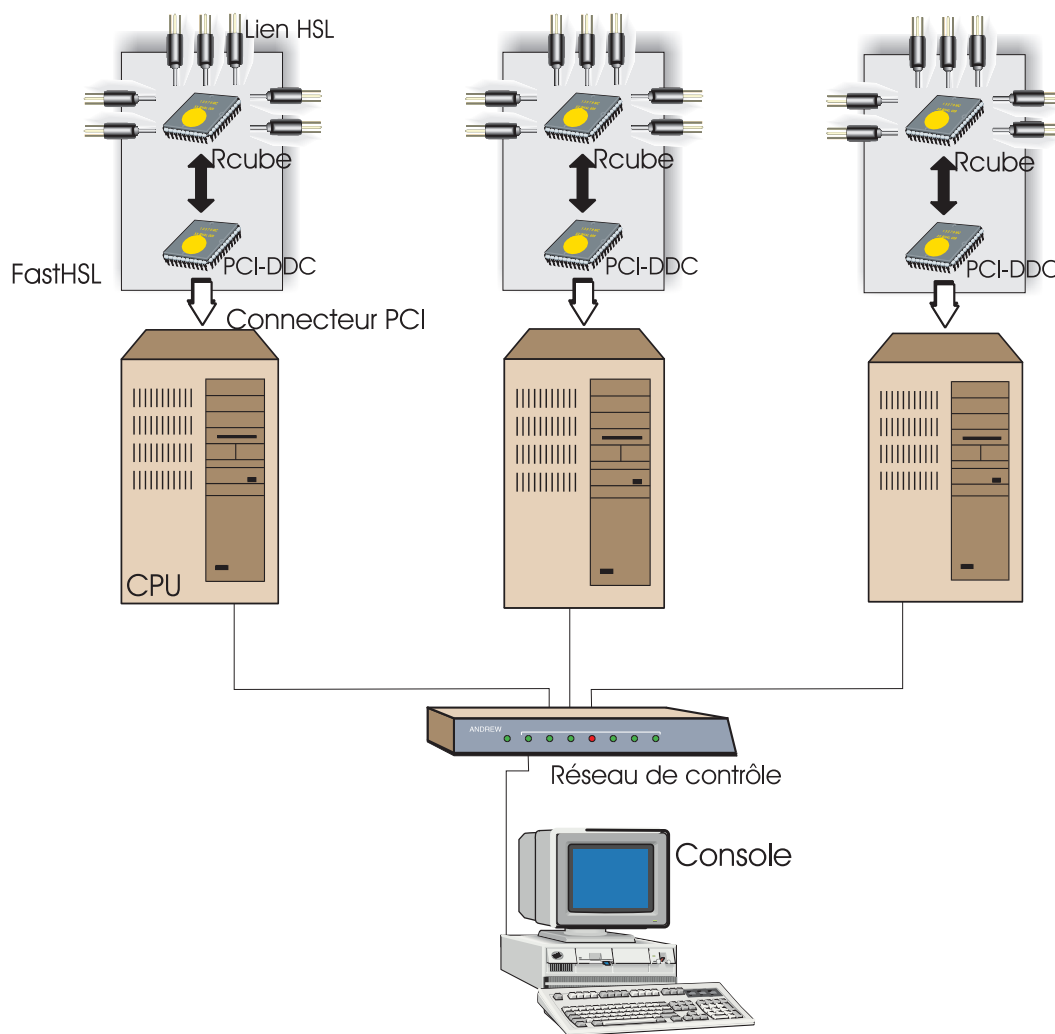 Lien HSL
Rcube
Rcube
Rcube
PCI-DDC
PCI-DDC
PCI-DDC
FastHSL
Connecteur PCI
CPU
ANDREW
Réseau de contrôle
Console